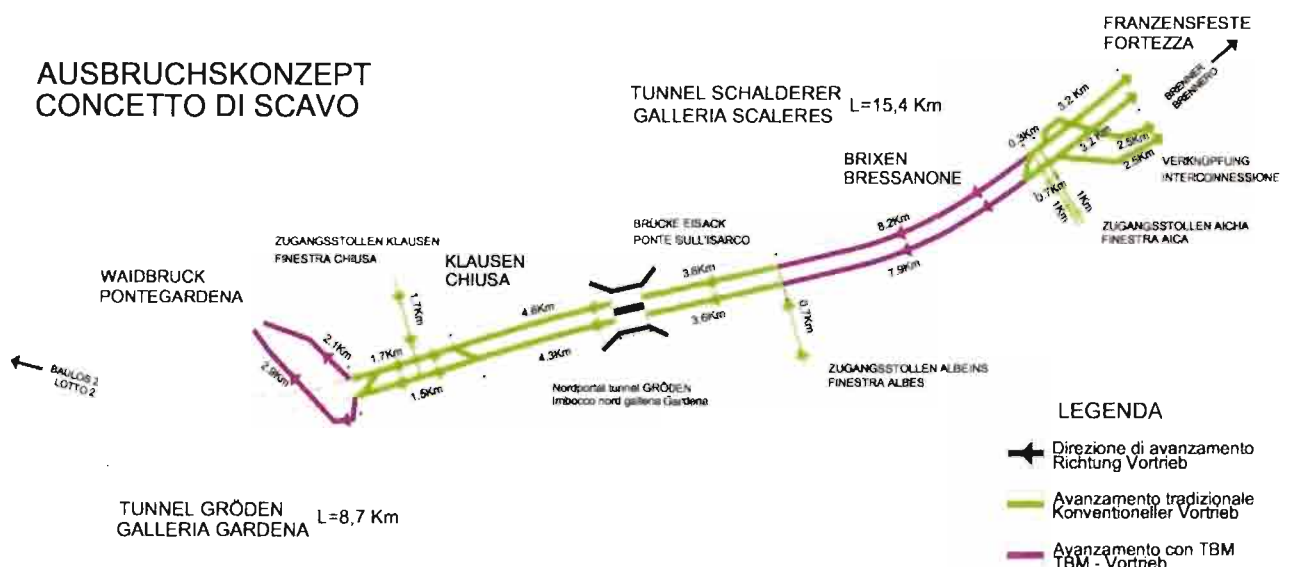 FRANZENSFESTE
FORTEZZA
BRENNER
BRENNERO
AUSBRUCHSKONZEPT
CONCETTO DI SCAVO
TUNNEL SCHALDERER
GALLERIA SCALERES
L=15,4 Km
3.2 Km
0.3Km
3.2 Km
2.5Km
2.5Km
VERKNÜPFUNG
INTERCONNESSIONE
BRIXEN
BRESSANONE
0.7Km
1Km
1Km
ZUGANGSSTOLLEN AICHA
FINESTRA AICA
8.2Km
7.9Km
BRÜCKE EISACK
PONTE SULL'ISARCO
ZUGANGSSTOLLEN KLAUSEN
FINESTRA CHIUSA
KLAUSEN
CHIUSA
WAIDBRUCK
PONTEGARDENA
3.6Km
3.6Km
0.7Km
1.7Km
4.6Km
4.3Km
2.1Km
1.7Km
1.5Km
2.9Km
BAULOS 2
LOTTO 2
ZUGANGSSTOLLEN ALBEINS
FINESTRA ALBES
Nordportal tunnel GRÖDEN
Imbocco nord galleria Gardena
LEGENDA
Direzione di avanzamento
Richtung Vortrieb
Avanzamento tradizionale
Konventioneller Vortrieb
Avanzamento con TBM
TBM - Vortrieb
TUNNEL GRÖDEN
GALLERIA GARDENA
L=8,7 Km